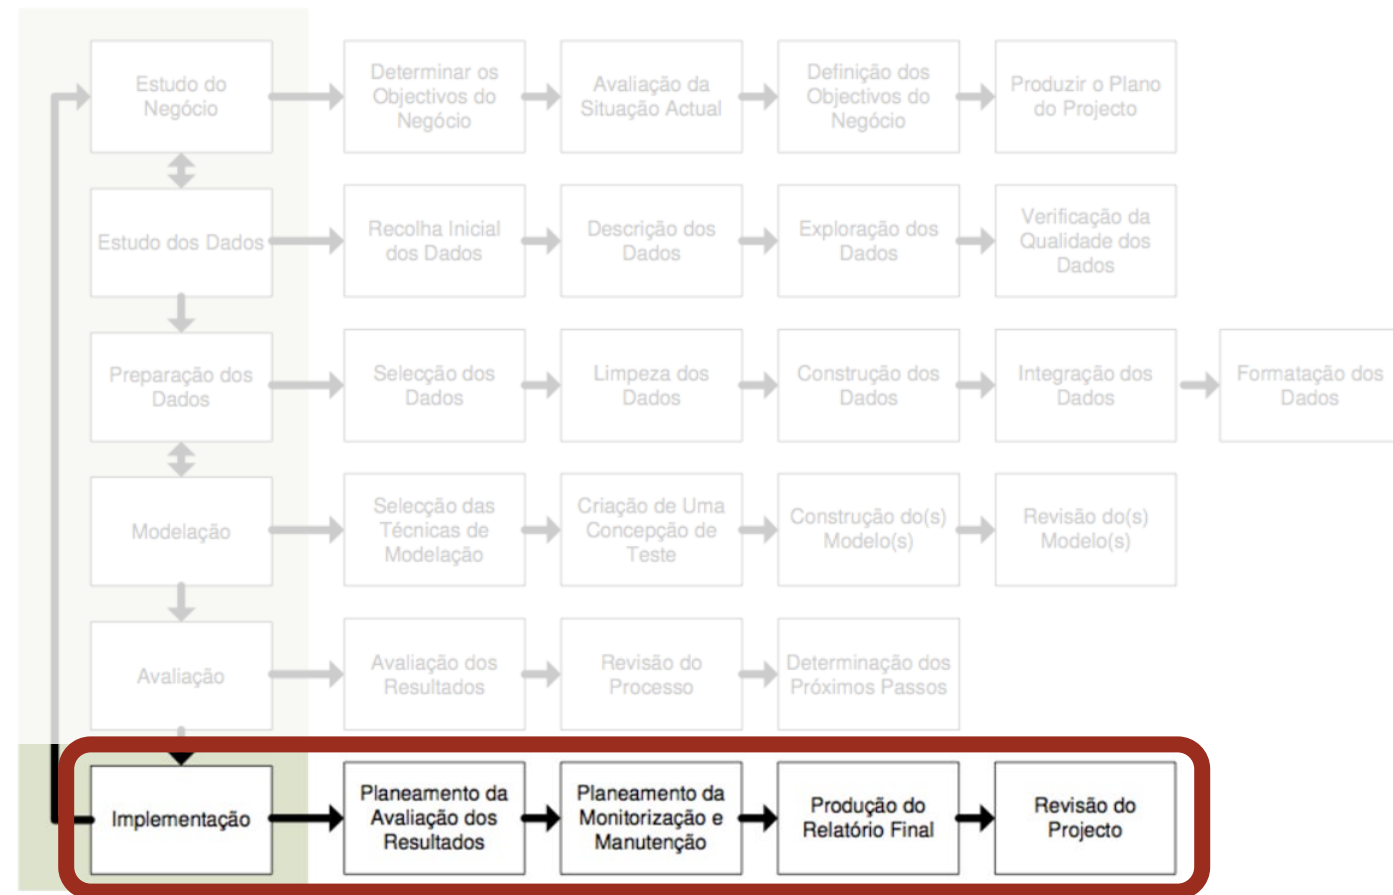 Estudo do
Negócio
Determinar os
Objectivos do
Negócio
Avaliação da
Situação Actual
Definição dos
Objectivos do
Negócio
Produzir o Plano
do Projecto
Estudo dos Dados
Recolha Inicial
dos Dados
Descrição dos
Dados
Exploração dos
Dados
Verificação da
Qualidade dos
Dados
Preparação dos
Dados
Selecção dos
Dados
Limpeza dos
Dados
Construção dos
Dados
Integração dos
Dados
Formatação dos
Dados
Modelação
Selecção das
Técnicas de
Modelação
Criação de Uma
Concepção de
Teste
Construção do(s)
Modelo(s)
Revisão do(s)
Modelo(s)
Avaliação
Avaliação dos
Resultados
Revisão do
Processo
Determinação dos
Próximos Passos
Implementação
Planeamento da
Avaliação dos
Resultados
Planeamento da
Monitorização e
Manutenção
Produção do
Relatório Final
Revisão do
Projecto